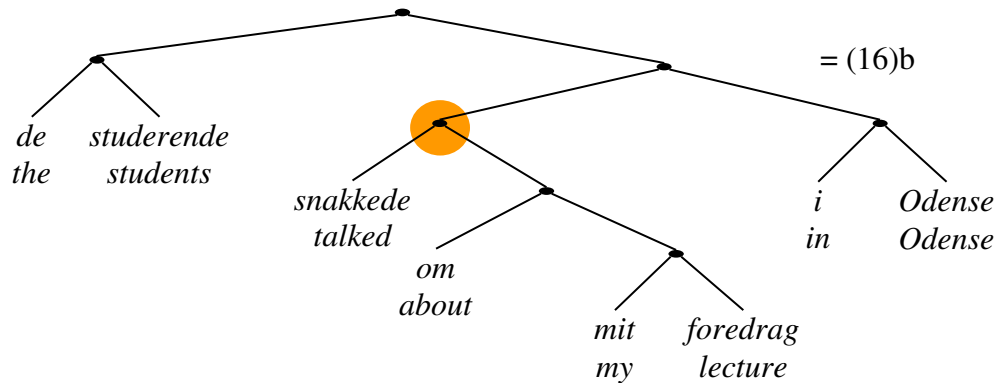 = (16)b
de studerende
the students
snakkede
talked
i Odense
in Odense
om
about
mit foredrag
my lecture